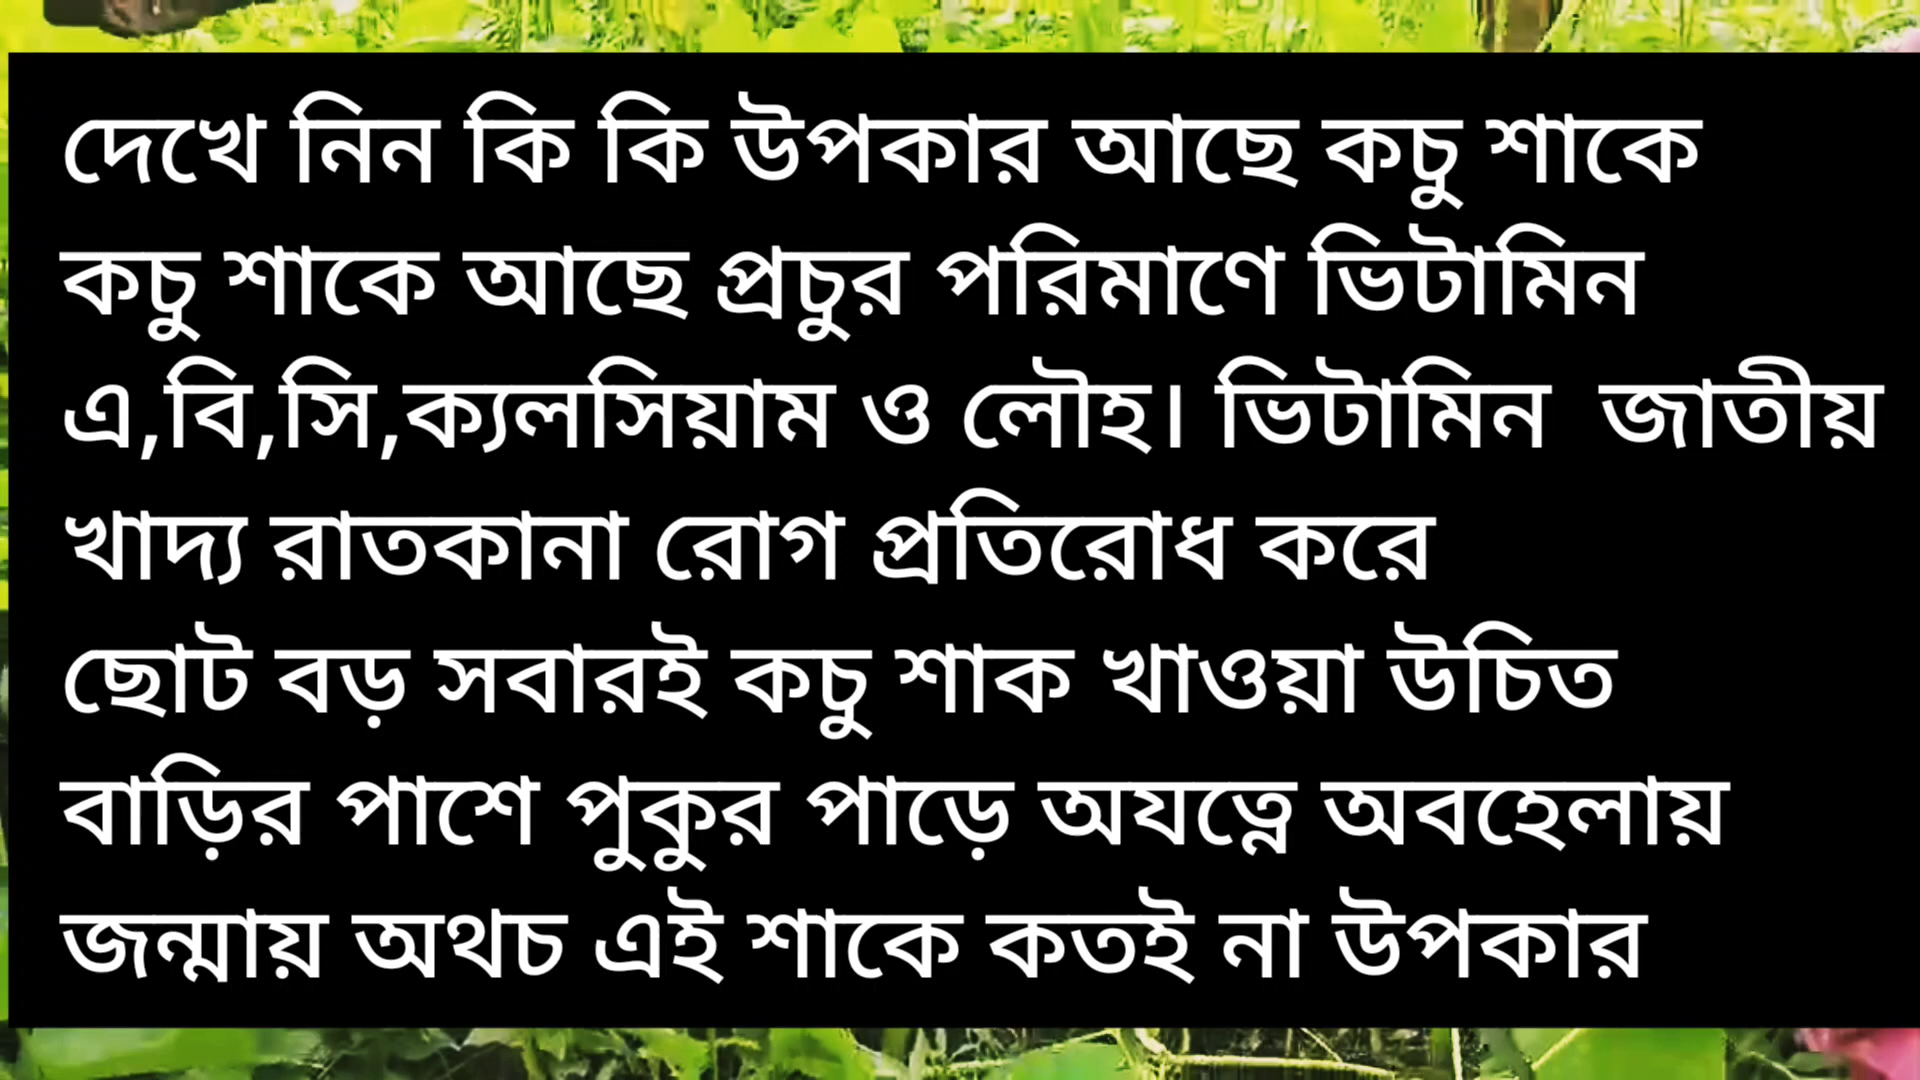 দেখে নিন কি কি উপকার আছে কচু শাকে
কচু শাকে আছে প্রচুর পরিমাণে ভিটামিন
এ,বি,সি,ক্যলসিয়াম ও লৌহ। ভিটামিন জাতীয়
খাদ্য রাতকানা রোগ প্রতিরোধ করে
ছোট বড় সবারই কচু শাক খাওয়া উচিত
বাড়ির পাশে পুকুর পাড়ে অযত্নে অবহেলায়
জন্মায় অথচ এই শাকে কতই না উপকার